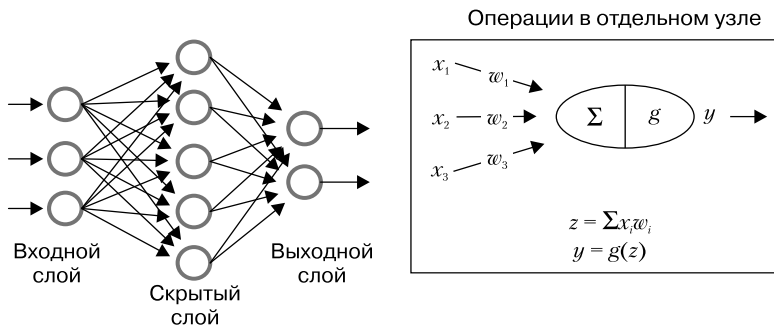 Операции в отдельном узле
x₁ w₁
x₂ w₂ Σ g y
x₃ w₃
z = Σxᵢwᵢ
y = g(z)
Входной
слой
Скрытый
слой
Выходной
слой